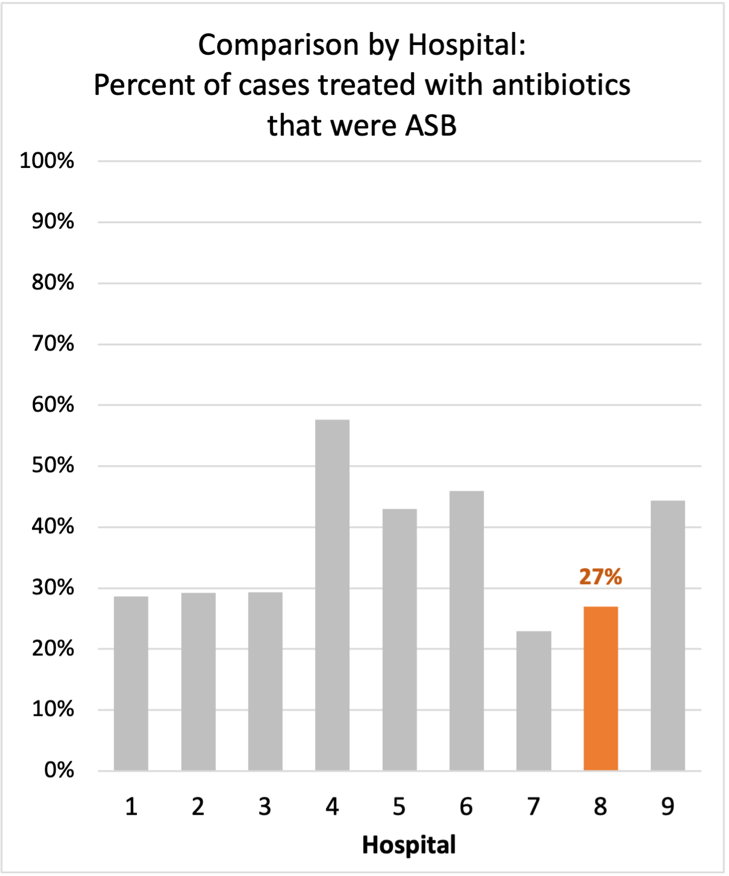 Comparison by Hospital:
Percent of cases treated with antibiotics
that were ASB
100%
90%
80%
70%
60%
50%
40%
30%
20%
10%
0%
27%
1 2 3 4 5 6 7 8 9
Hospital